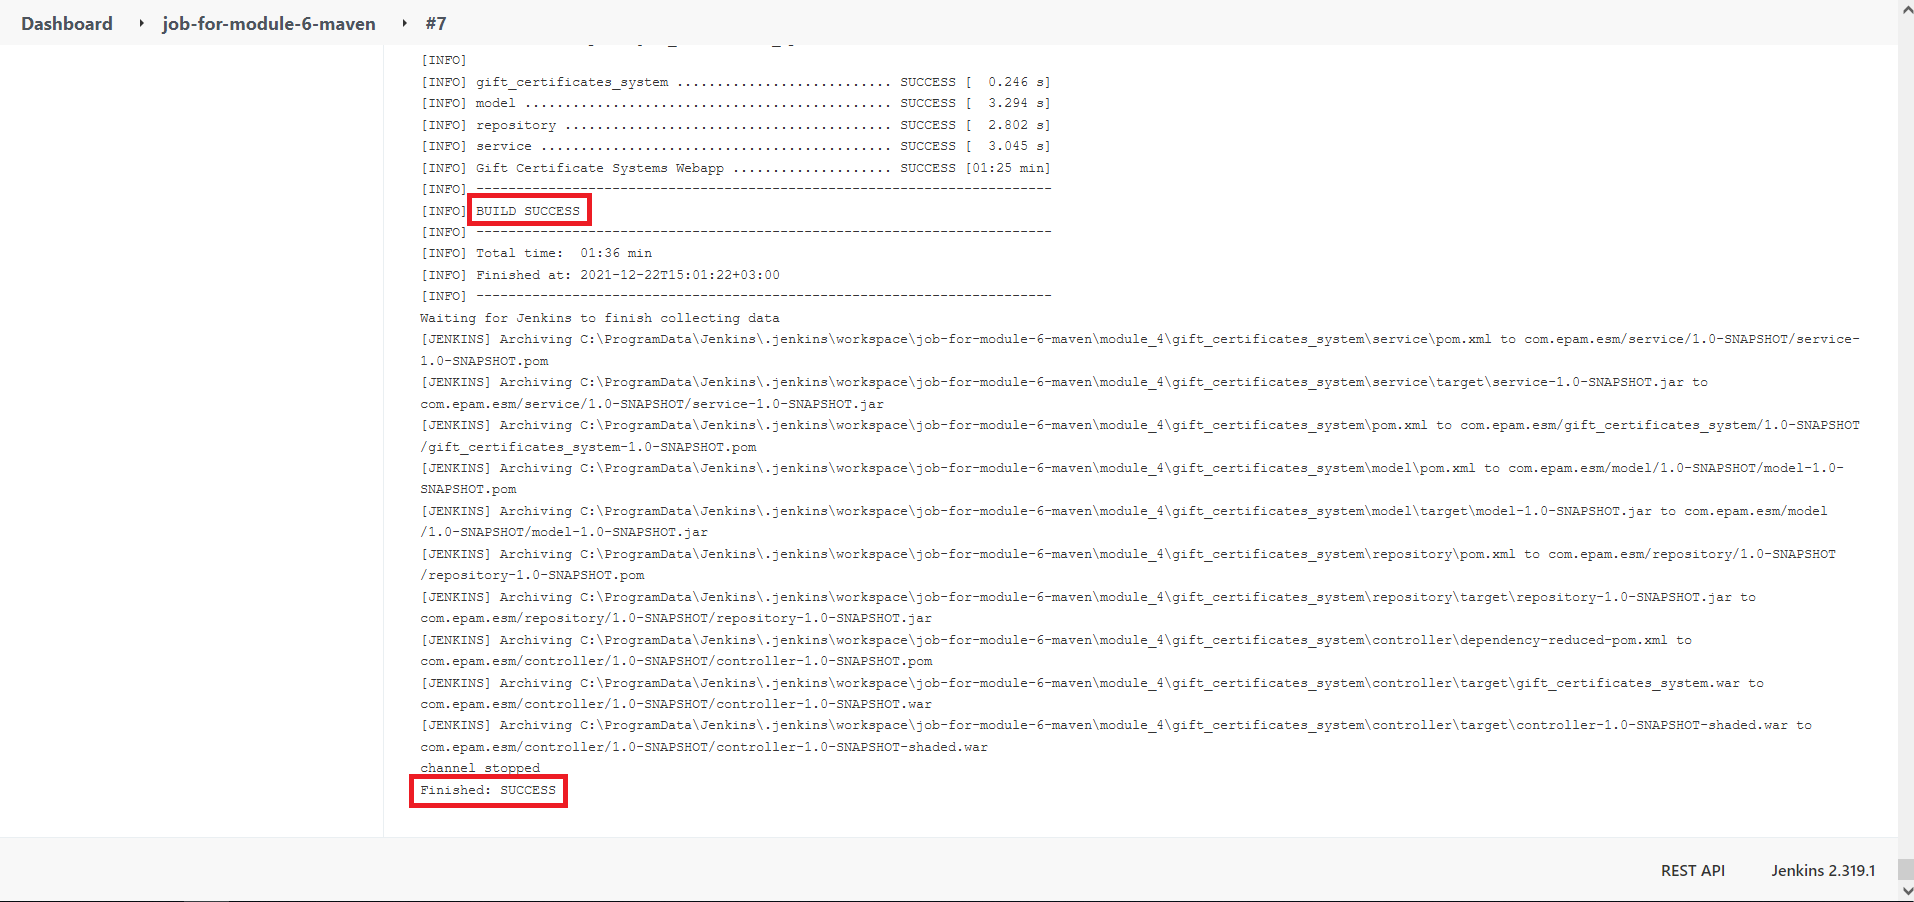 Dashboard ‣ job-for-module-6-maven ‣ #7
[INFO]
[INFO] gift_certificates_system ........................... SUCCESS [  0.246 s]
[INFO] model .............................................. SUCCESS [  3.294 s]
[INFO] repository ......................................... SUCCESS [  2.802 s]
[INFO] service ............................................ SUCCESS [  3.045 s]
[INFO] Gift Certificate Systems Webapp .................... SUCCESS [01:25 min]
[INFO] ------------------------------------------------------------------------
[INFO] BUILD SUCCESS
[INFO] ------------------------------------------------------------------------
[INFO] Total time:  01:36 min
[INFO] Finished at: 2021-12-22T15:01:22+03:00
[INFO] ------------------------------------------------------------------------
Waiting for Jenkins to finish collecting data
[JENKINS] Archiving C:\ProgramData\Jenkins\.jenkins\workspace\job-for-module-6-maven\module_4\gift_certificates_system\service\pom.xml to com.epam.esm/service/1.0-SNAPSHOT/service-
1.0-SNAPSHOT.pom
[JENKINS] Archiving C:\ProgramData\Jenkins\.jenkins\workspace\job-for-module-6-maven\module_4\gift_certificates_system\service\target\service-1.0-SNAPSHOT.jar to
com.epam.esm/service/1.0-SNAPSHOT/service-1.0-SNAPSHOT.jar
[JENKINS] Archiving C:\ProgramData\Jenkins\.jenkins\workspace\job-for-module-6-maven\module_4\gift_certificates_system\pom.xml to com.epam.esm/gift_certificates_system/1.0-SNAPSHOT
/gift_certificates_system-1.0-SNAPSHOT.pom
[JENKINS] Archiving C:\ProgramData\Jenkins\.jenkins\workspace\job-for-module-6-maven\module_4\gift_certificates_system\model\pom.xml to com.epam.esm/model/1.0-SNAPSHOT/model-1.0-
SNAPSHOT.pom
[JENKINS] Archiving C:\ProgramData\Jenkins\.jenkins\workspace\job-for-module-6-maven\module_4\gift_certificates_system\model\target\model-1.0-SNAPSHOT.jar to com.epam.esm/model
/1.0-SNAPSHOT/model-1.0-SNAPSHOT.jar
[JENKINS] Archiving C:\ProgramData\Jenkins\.jenkins\workspace\job-for-module-6-maven\module_4\gift_certificates_system\repository\pom.xml to com.epam.esm/repository/1.0-SNAPSHOT
/repository-1.0-SNAPSHOT.pom
[JENKINS] Archiving C:\ProgramData\Jenkins\.jenkins\workspace\job-for-module-6-maven\module_4\gift_certificates_system\repository\target\repository-1.0-SNAPSHOT.jar to
com.epam.esm/repository/1.0-SNAPSHOT/repository-1.0-SNAPSHOT.jar
[JENKINS] Archiving C:\ProgramData\Jenkins\.jenkins\workspace\job-for-module-6-maven\module_4\gift_certificates_system\controller\dependency-reduced-pom.xml to
com.epam.esm/controller/1.0-SNAPSHOT/controller-1.0-SNAPSHOT.pom
[JENKINS] Archiving C:\ProgramData\Jenkins\.jenkins\workspace\job-for-module-6-maven\module_4\gift_certificates_system\controller\target\gift_certificates_system.war to
com.epam.esm/controller/1.0-SNAPSHOT/controller-1.0-SNAPSHOT.war
[JENKINS] Archiving C:\ProgramData\Jenkins\.jenkins\workspace\job-for-module-6-maven\module_4\gift_certificates_system\controller\target\controller-1.0-SNAPSHOT-shaded.war to
com.epam.esm/controller/1.0-SNAPSHOT/controller-1.0-SNAPSHOT-shaded.war
channel stopped
Finished: SUCCESS
REST API Jenkins 2.319.1